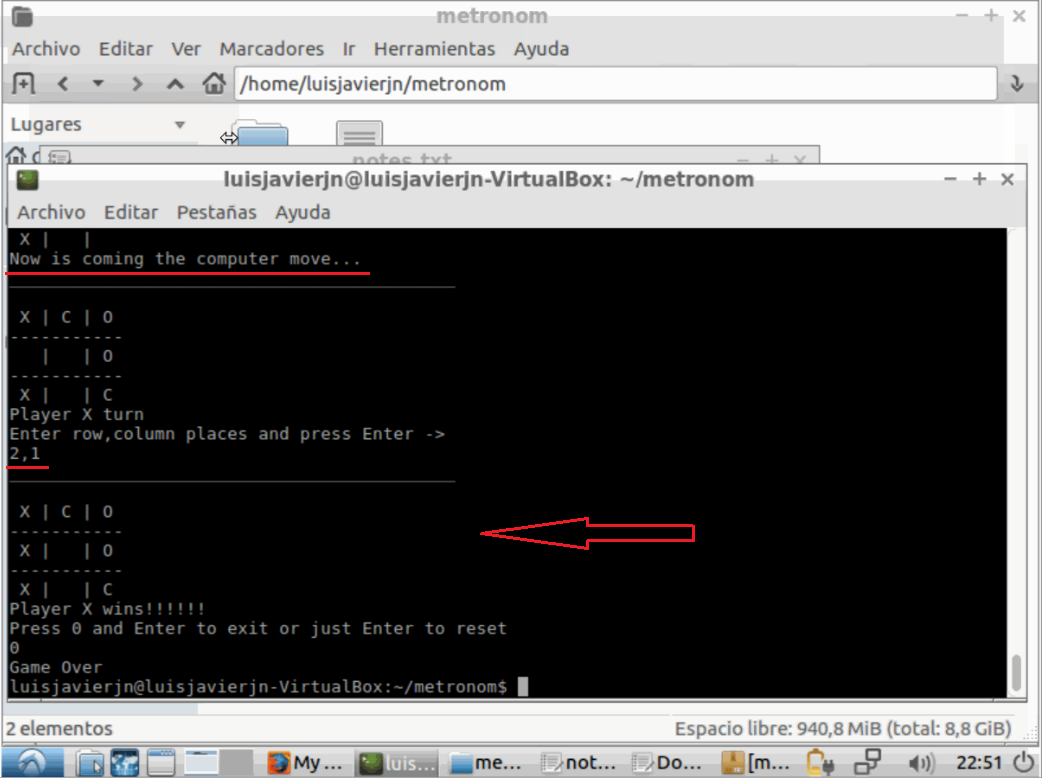 metronom
Archivo Editar Ver Marcadores Ir Herramientas Ayuda
/home/luisjavierjn/metronom
Lugares
notes.txt
luisjavierjn@luisjavierjn-VirtualBox: ~/metronom
Archivo Editar Pestañas Ayuda
X | |
Now is coming the computer move...
X | C | O
-----------
| | O
-----------
X | | C
Player X turn
Enter row,column places and press Enter ->
2,1
X | C | O
-----------
X | | O
-----------
X | | C
Player X wins!!!!!!
Press 0 and Enter to exit or just Enter to reset
0
Game Over
luisjavierjn@luisjavierjn-VirtualBox:~/metronom$
2 elementos Espacio libre: 940,8 MiB (total: 8,8 GiB)
My ... luis... me... not... Do... [m... 22:51